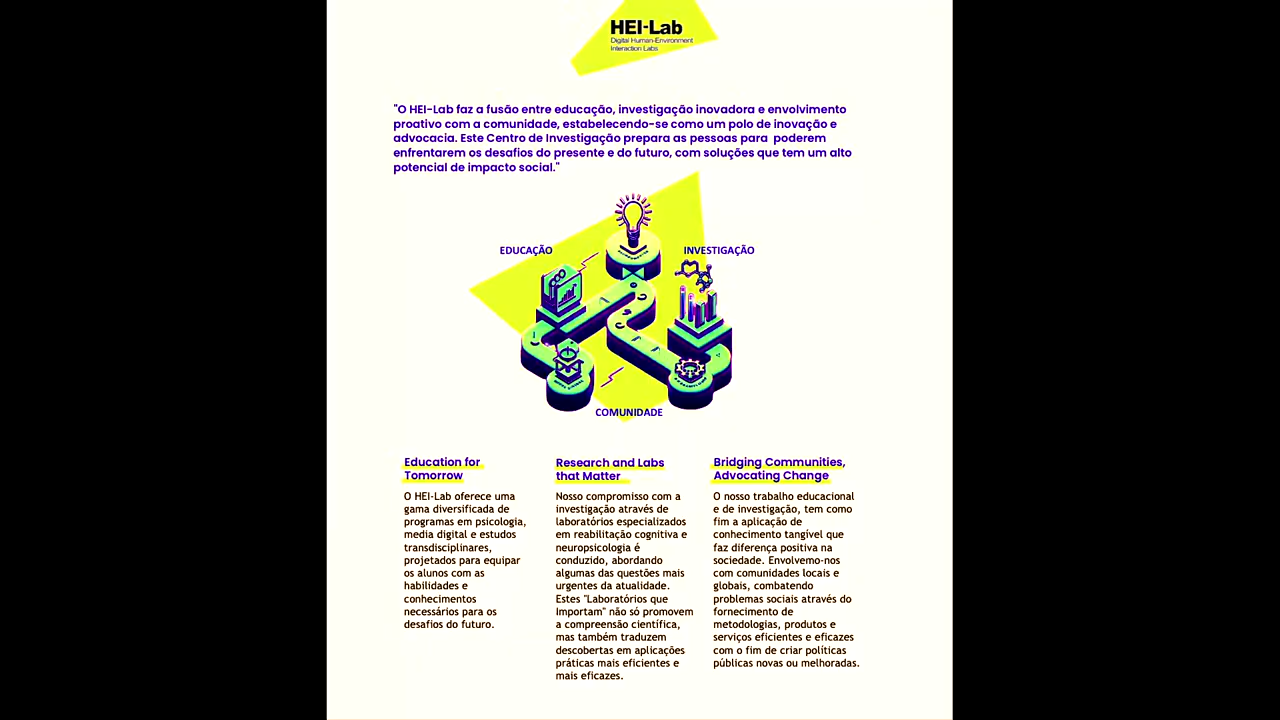 HEI-Lab
Digital Human-Environment
Interaction Labs
"O HEI-Lab faz a fusão entre educação, investigação inovadora e envolvimento
proativo com a comunidade, estabelecendo-se como um polo de inovação e
advocacia. Este Centro de Investigação prepara as pessoas para poderem
enfrentarem os desafios do presente e do futuro, com soluções que tem um alto
potencial de impacto social."
EDUCAÇÃO
INVESTIGAÇÃO
COMUNIDADE
Education for
Tomorrow
O HEI-Lab oferece uma
gama diversificada de
programas em psicologia,
media digital e estudos
transdisciplinares,
projetados para equipar
os alunos com as
habilidades e
conhecimentos
necessários para os
desafios do futuro.
Research and Labs
that Matter
Nosso compromisso com a
investigação através de
laboratórios especializados
em reabilitação cognitiva e
neuropsicologia é
conduzido, abordando
algumas das questões mais
urgentes da atualidade.
Estes "Laboratórios que
Importam" não só promovem
a compreensão científica,
mas também traduzem
descobertas em aplicações
práticas mais eficientes e
mais eficazes.
Bridging Communities,
Advocating Change
O nosso trabalho educacional
e de investigação, tem como
fim a aplicação de
conhecimento tangível que
faz diferença positiva na
sociedade. Envolvemo-nos
com comunidades locais e
globais, combatendo
problemas sociais através do
fornecimento de
metodologias, produtos e
serviços eficientes e eficazes
com o fim de criar políticas
públicas novas ou melhoradas.